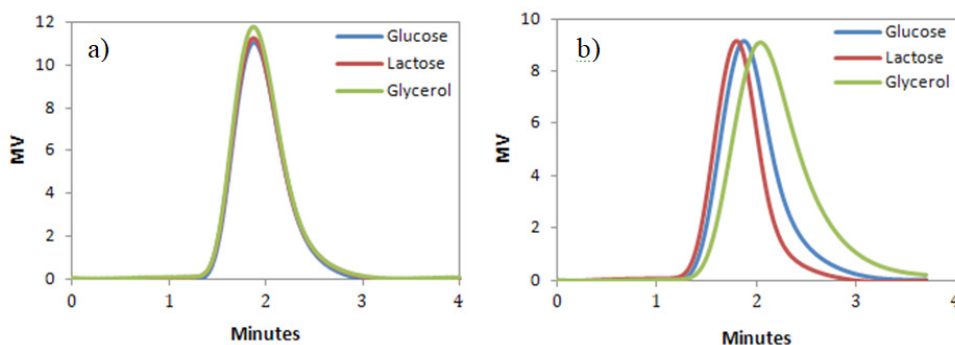 a)
Glucose
Lactose
Glycerol
12
10
8
6
4
2
0
MV
0 1 2 3 4
Minutes
b)
Glucose
Lactose
Glycerol
10
8
6
4
2
0
MV
0 1 2 3 4
Minutes